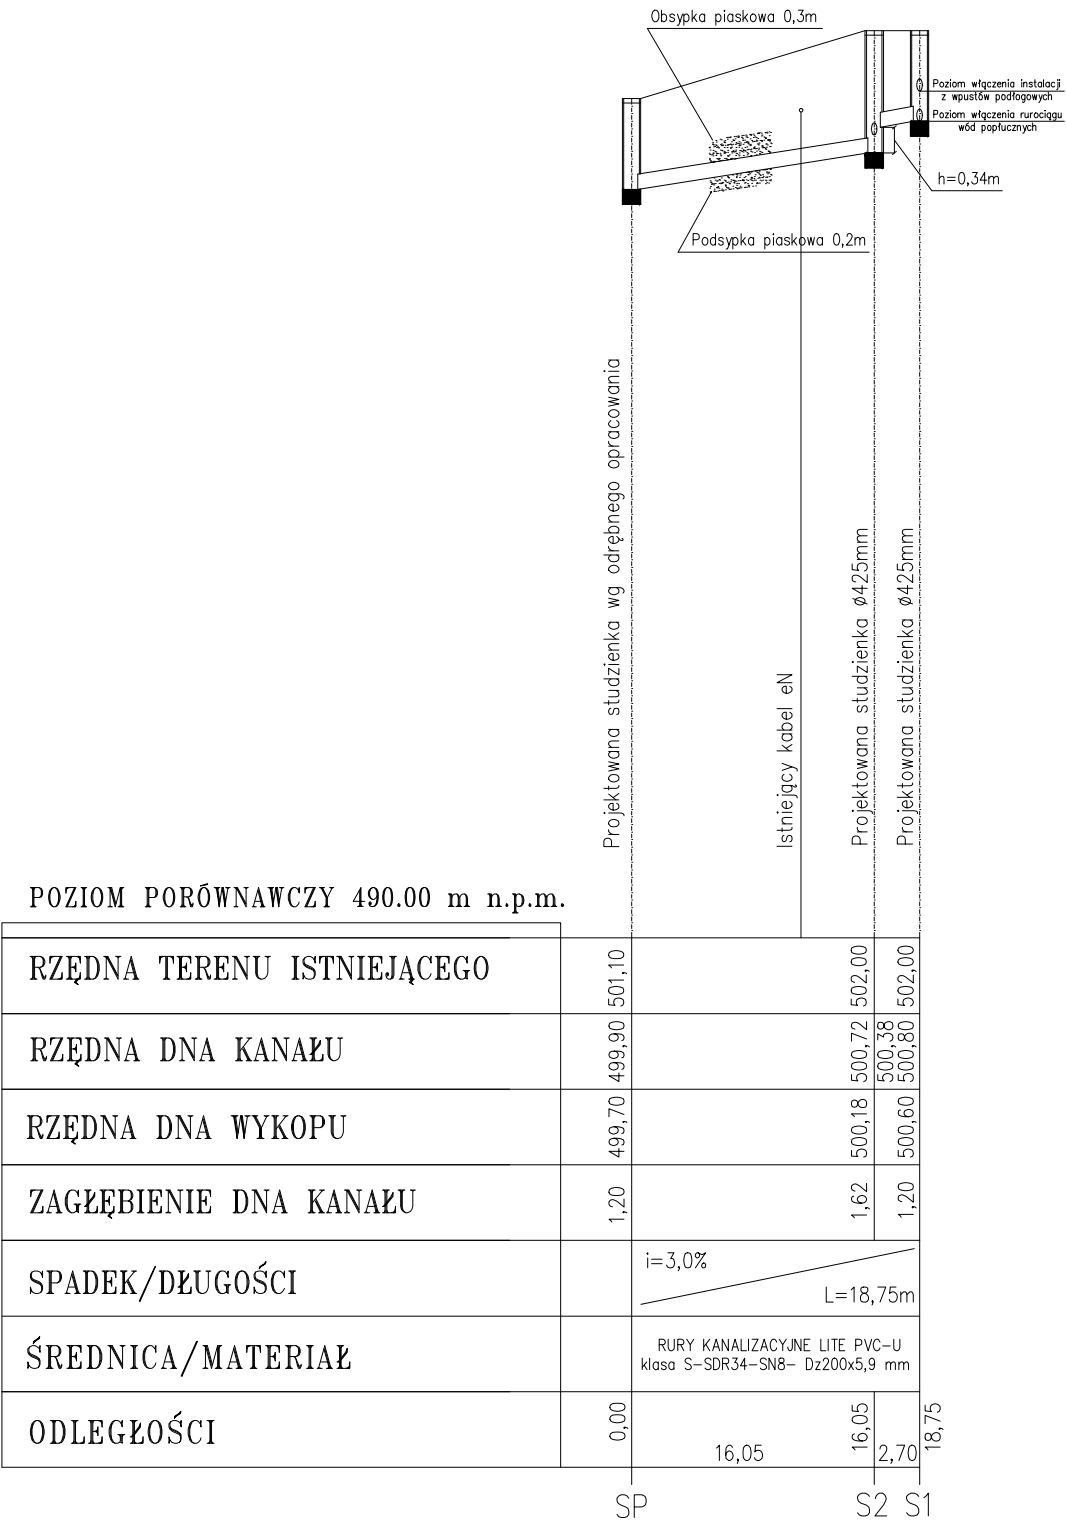 Obsypka piaskowa 0,3m
Poziom włączenia instalacji
z wpustów podłogowych
Poziom włączenia rurociągu
wód popłucznych
h=0,34m
Podsypka piaskowa 0,2m
Projektowana studzienka wg odrębnego opracowania
Istniejący kabel eN
Projektowana studzienka ø425mm
Projektowana studzienka ø425mm
POZIOM PORÓWNAWCZY 490.00 m n.p.m.
RZĘDNA TERENU ISTNIEJĄCEGO
501,10
502,00
502,00
RZĘDNA DNA KANAŁU
499,90
500,72
500,38
500,80
RZĘDNA DNA WYKOPU
499,70
500,18
500,60
ZAGŁĘBIENIE DNA KANAŁU
1,20
1,62
1,20
SPADEK/DŁUGOŚCI
i=3,0%
L=18,75m
ŚREDNICA/MATERIAŁ
RURY KANALIZACYJNE LITE PVC-U
klasa S-SDR34-SN8- Dz200x5,9 mm
ODLEGŁOŚCI
0,00
16,05
16,05
2,70
18,75
SP
S2
S1